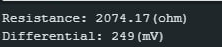 Resistance: 2074.17(ohm)
Differential: 249(mV)